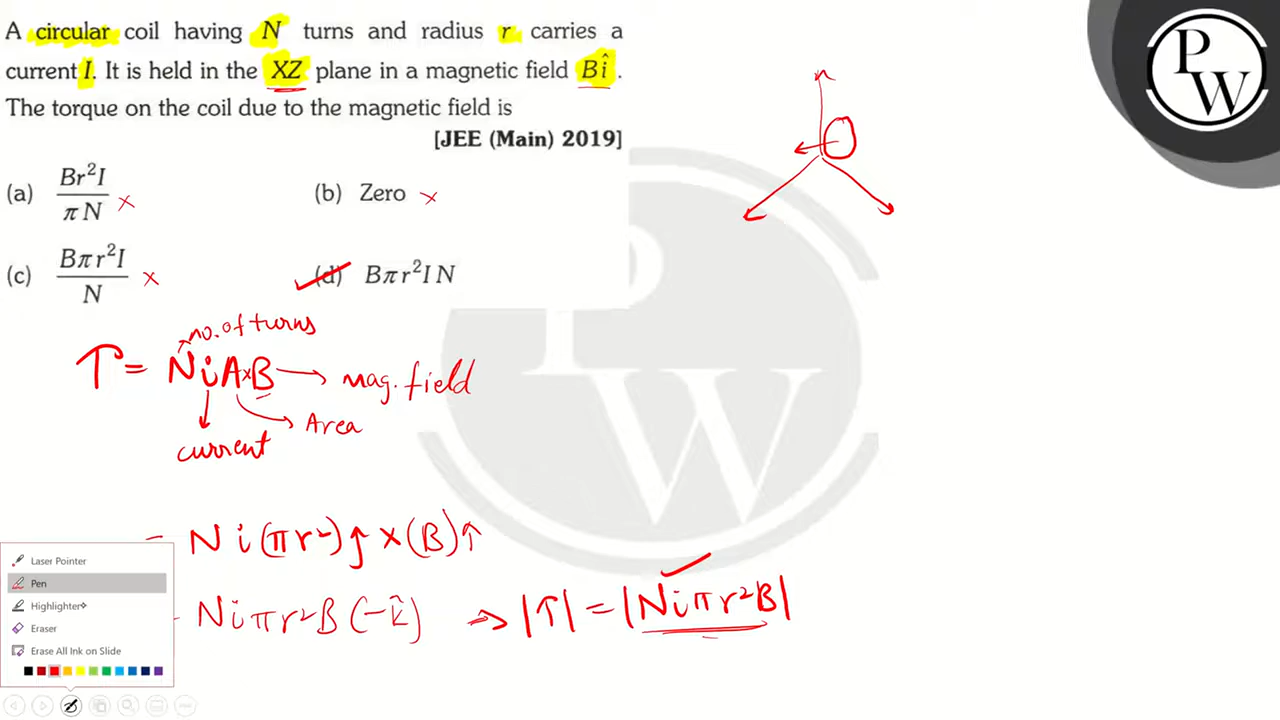 A circular coil having N turns and radius r carries a
current I. It is held in the XZ plane in a magnetic field Bî.
The torque on the coil due to the magnetic field is
[JEE (Main) 2019]
(a) Br²I / πN ×
(b) Zero ×
(c) Bπr²I / N ×
(d) Bπr²IN
no. of turns
τ = NiA×B → mag. field
current
Area
= Ni(πr²)ĵ × (B)î
= Niπr²B(-k̂) ⇒ |τ| = |Niπr²B|
Laser Pointer
Pen
Highlighter
Eraser
Erase All Ink on Slide
P
W
P
W